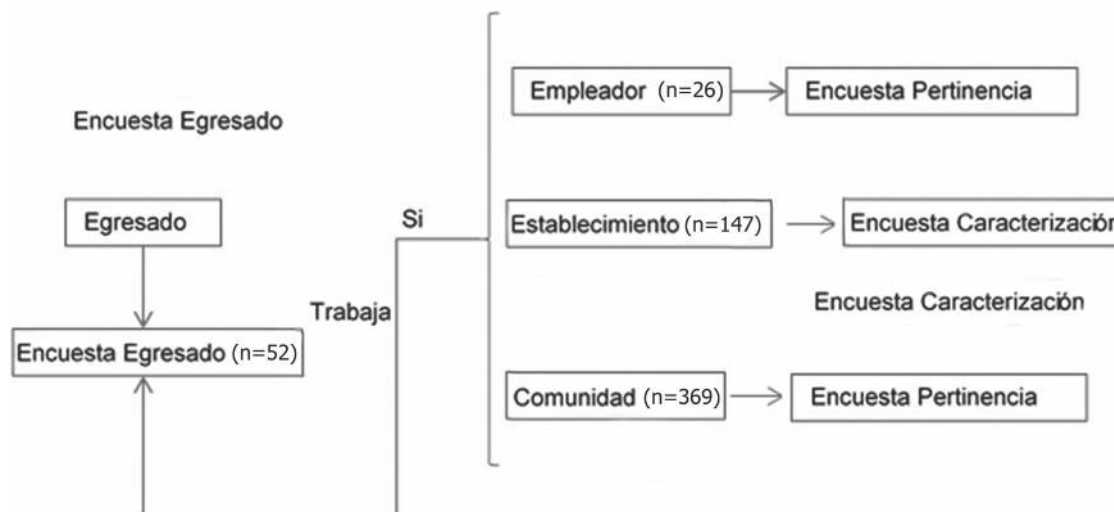 Encuesta Egresado
Egresado
Encuesta Egresado (n=52)
Trabaja
Si
Empleador (n=26)
Encuesta Pertinencia
Establecimiento (n=147)
Encuesta Caracterización
Encuesta Caracterización
Comunidad (n=369)
Encuesta Pertinencia